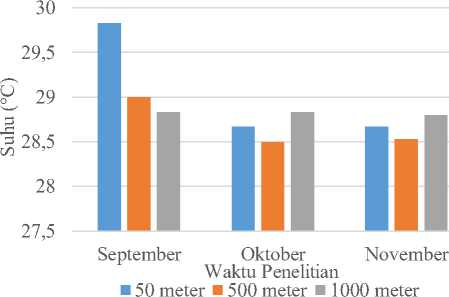 30
29,5
29
28,5
28
27,5
Suhu (°C)
September Oktober November
Waktu Penelitian
50 meter 500 meter 1000 meter